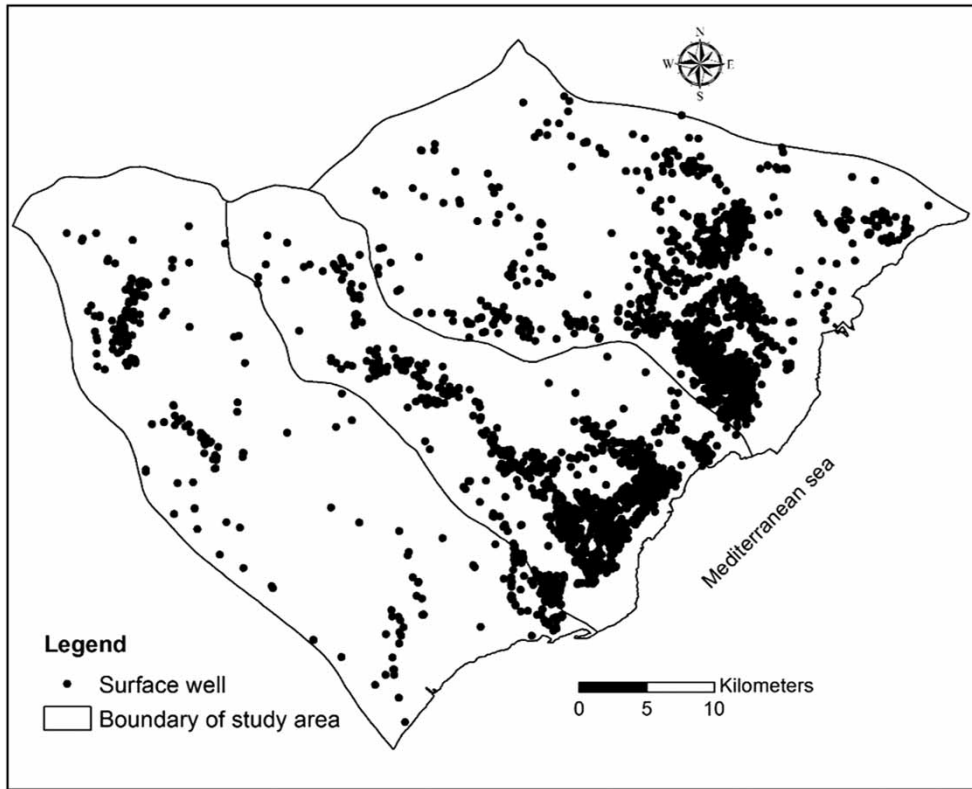 N
W E
S
Mediterranean sea
Legend
Surface well
Boundary of study area
Kilometers
0 5 10